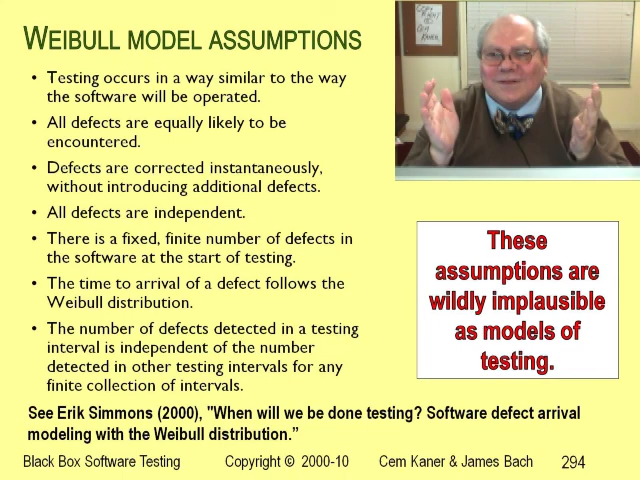 WEIBULL MODEL ASSUMPTIONS
• Testing occurs in a way similar to the way
the software will be operated.
• All defects are equally likely to be
encountered.
• Defects are corrected instantaneously,
without introducing additional defects.
• All defects are independent.
• There is a fixed, finite number of defects in
the software at the start of testing.
• The time to arrival of a defect follows the
Weibull distribution.
• The number of defects detected in a testing
interval is independent of the number
detected in other testing intervals for any
finite collection of intervals.
COPY
RIGHT
©
CEM
KANER
These
assumptions are
wildly implausible
as models of
testing.
See Erik Simmons (2000), "When will we be done testing? Software defect arrival
modeling with the Weibull distribution.”
Black Box Software Testing Copyright © 2000-10 Cem Kaner & James Bach 294